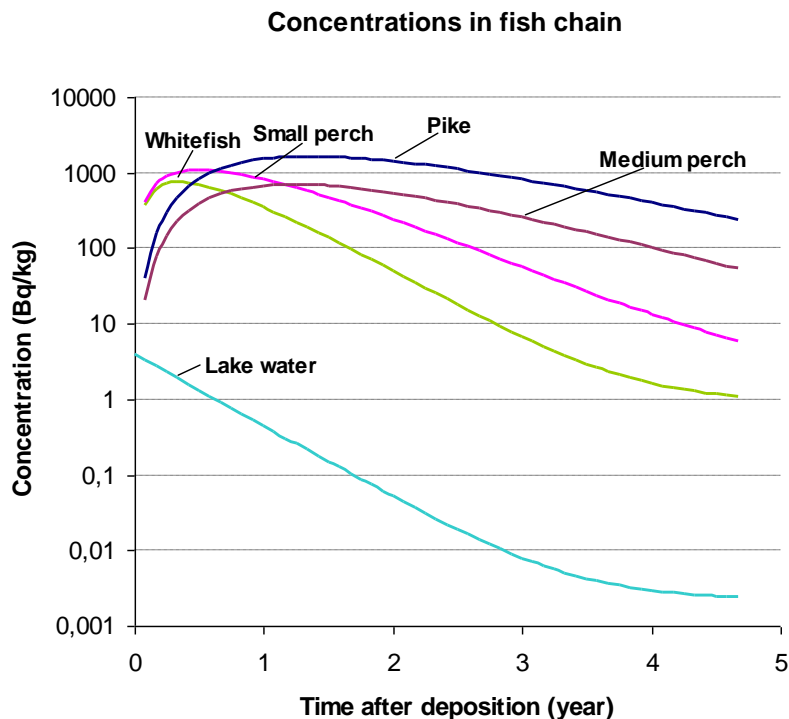 Concentrations in fish chain
10000
1000
100
10
1
0,1
0,01
0,001
Concentration (Bq/kg)
Whitefish
Small perch
Pike
Medium perch
Lake water
0 1 2 3 4 5
Time after deposition (year)